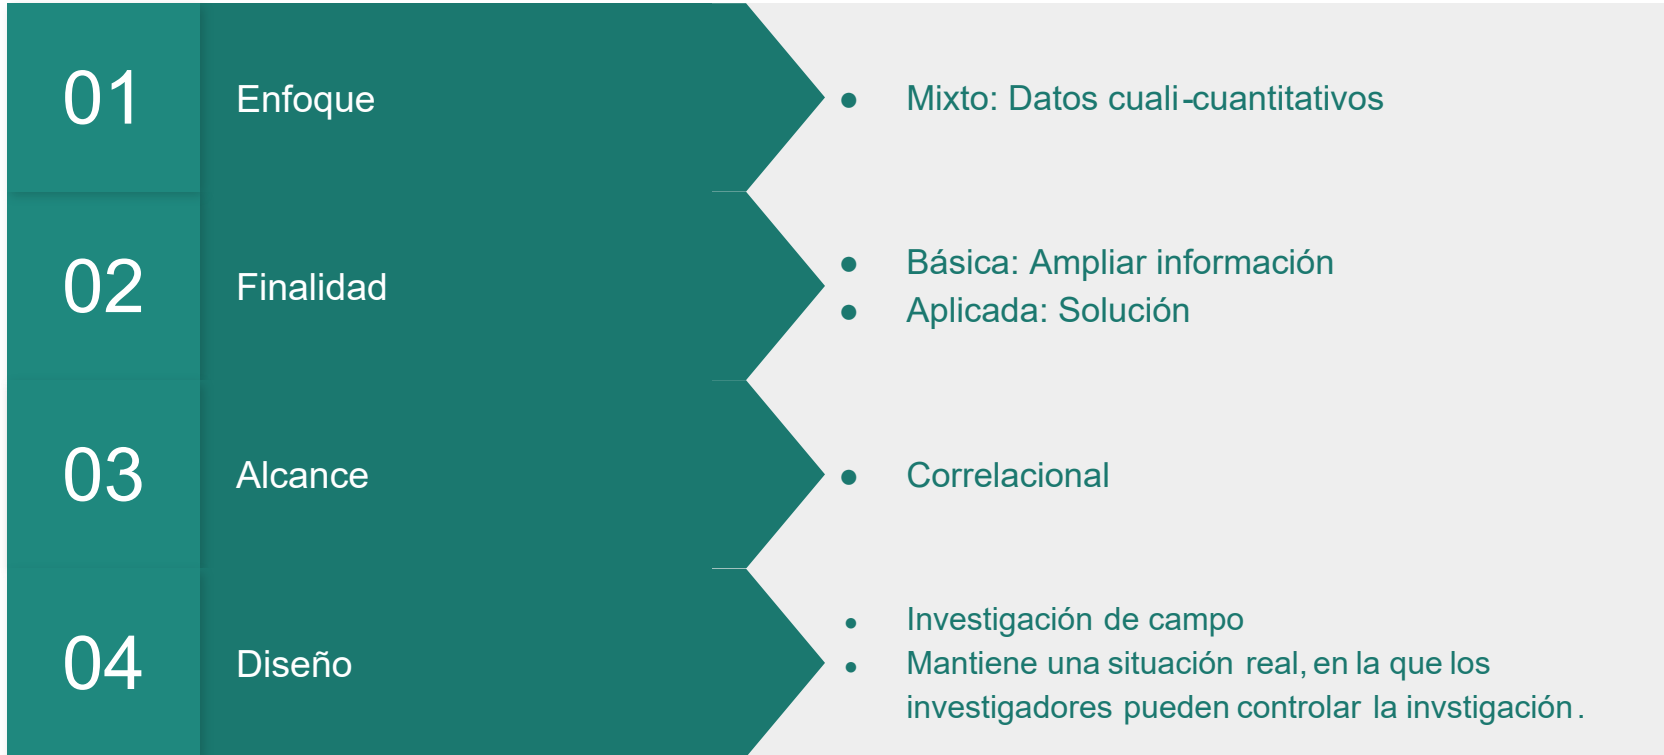 01
Enfoque
● Mixto: Datos cuali-cuantitativos
02
Finalidad
● Básica: Ampliar información
● Aplicada: Solución
03
Alcance
● Correlacional
04
Diseño
● Investigación de campo
● Mantiene una situación real, en la que los
investigadores pueden controlar la invstigación.